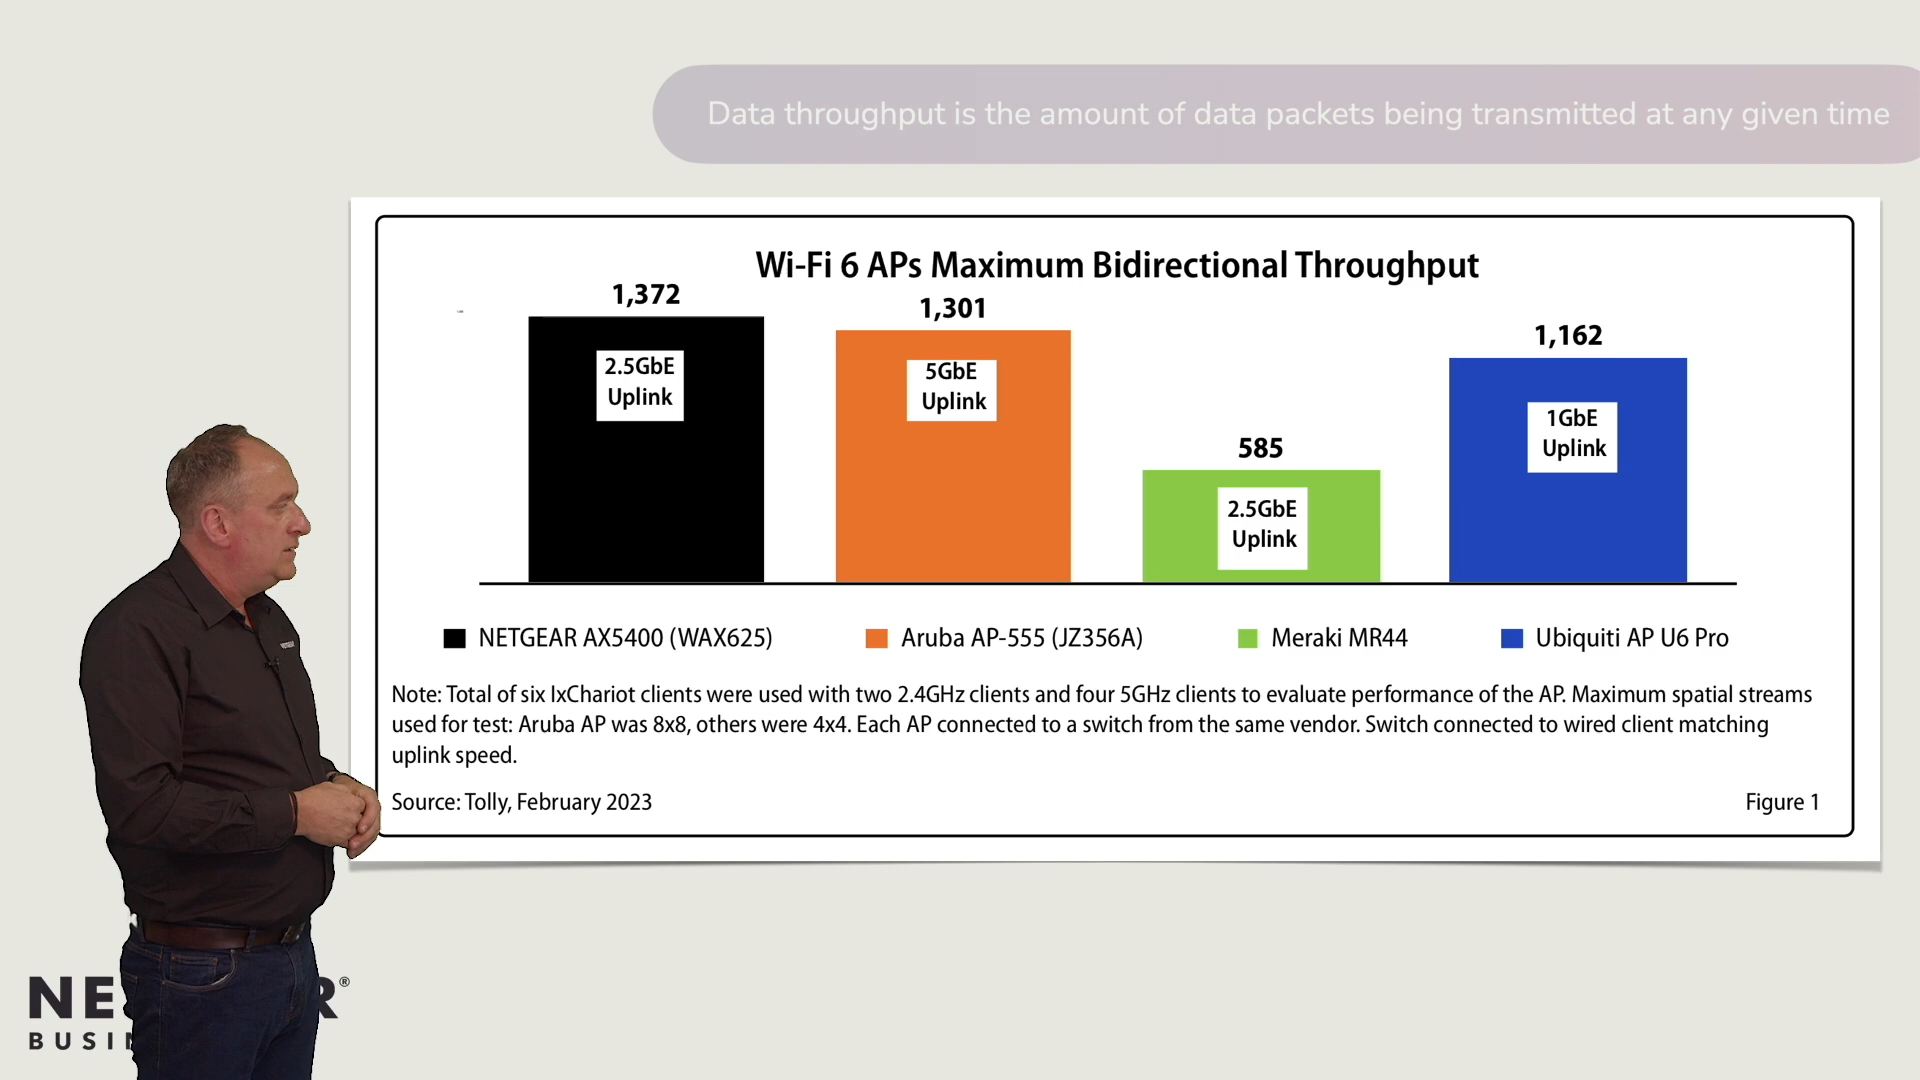 Data throughput is the amount of data packets being transmitted at any given time
Wi-Fi 6 APs Maximum Bidirectional Throughput
1,372
1,301
585
1,162
2.5GbE
Uplink
5GbE
Uplink
2.5GbE
Uplink
1GbE
Uplink
NETGEAR AX5400 (WAX625)
Aruba AP-555 (JZ356A)
Meraki MR44
Ubiquiti AP U6 Pro
Note: Total of six IxChariot clients were used with two 2.4GHz clients and four 5GHz clients to evaluate performance of the AP. Maximum spatial streams
used for test: Aruba AP was 8x8, others were 4x4. Each AP connected to a switch from the same vendor. Switch connected to wired client matching
uplink speed.
Source: Tolly, February 2023
Figure 1
NE R®
BUSI